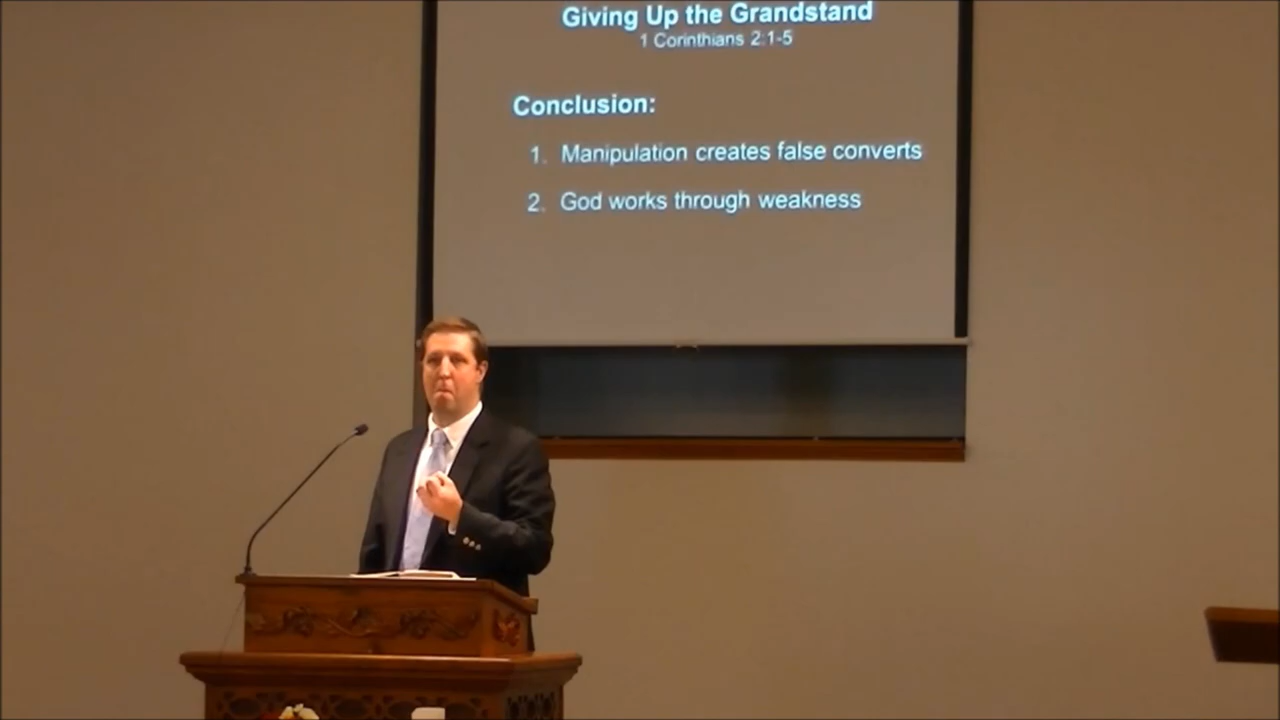 Giving Up the Grandstand
1 Corinthians 2:1-5
Conclusion:
1. Manipulation creates false converts
2. God works through weakness